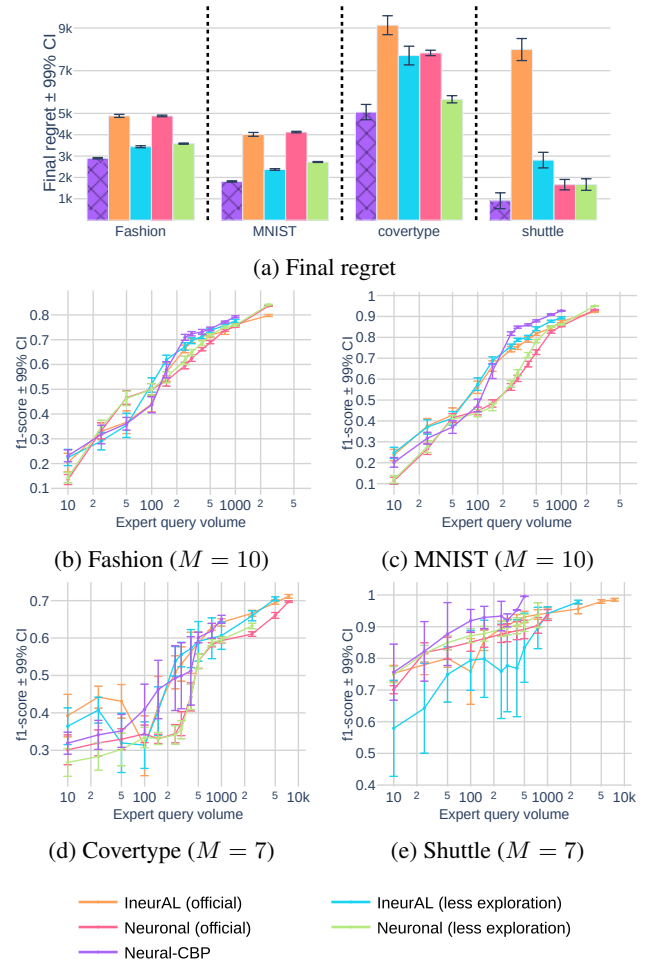 Final regret ± 99% CI
9k
7k
5k
4k
3k
2k
1k
Fashion MNIST covertype shuttle
(a) Final regret
f1-score ± 99% CI
0.8
0.7
0.6
0.5
0.4
0.3
0.2
0.1
10 2 5 100 2 5 1000 2 5
Expert query volume
(b) Fashion (M = 10)
f1-score ± 99% CI
1
0.9
0.8
0.7
0.6
0.5
0.4
0.3
0.2
0.1
10 2 5 100 2 5 1000 2 5
Expert query volume
(c) MNIST (M = 10)
f1-score ± 99% CI
0.7
0.6
0.5
0.4
0.3
10 2 5 100 2 5 1000 2 5 10k
Expert query volume
(d) Covertype (M = 7)
f1-score ± 99% CI
1
0.9
0.8
0.7
0.6
0.5
0.4
10 2 5 100 2 5 1000 2 5 10k
Expert query volume
(e) Shuttle (M = 7)
IneurAL (official)
IneurAL (less exploration)
Neuronal (official)
Neuronal (less exploration)
Neural-CBP